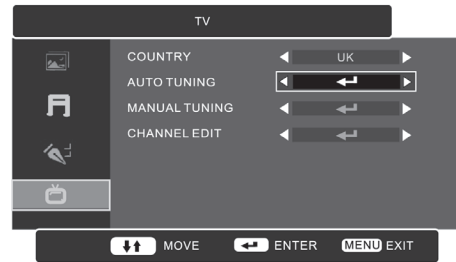 TV
COUNTRY UK
AUTO TUNING
MANUAL TUNING
CHANNEL EDIT
MOVE ENTER MENU EXIT